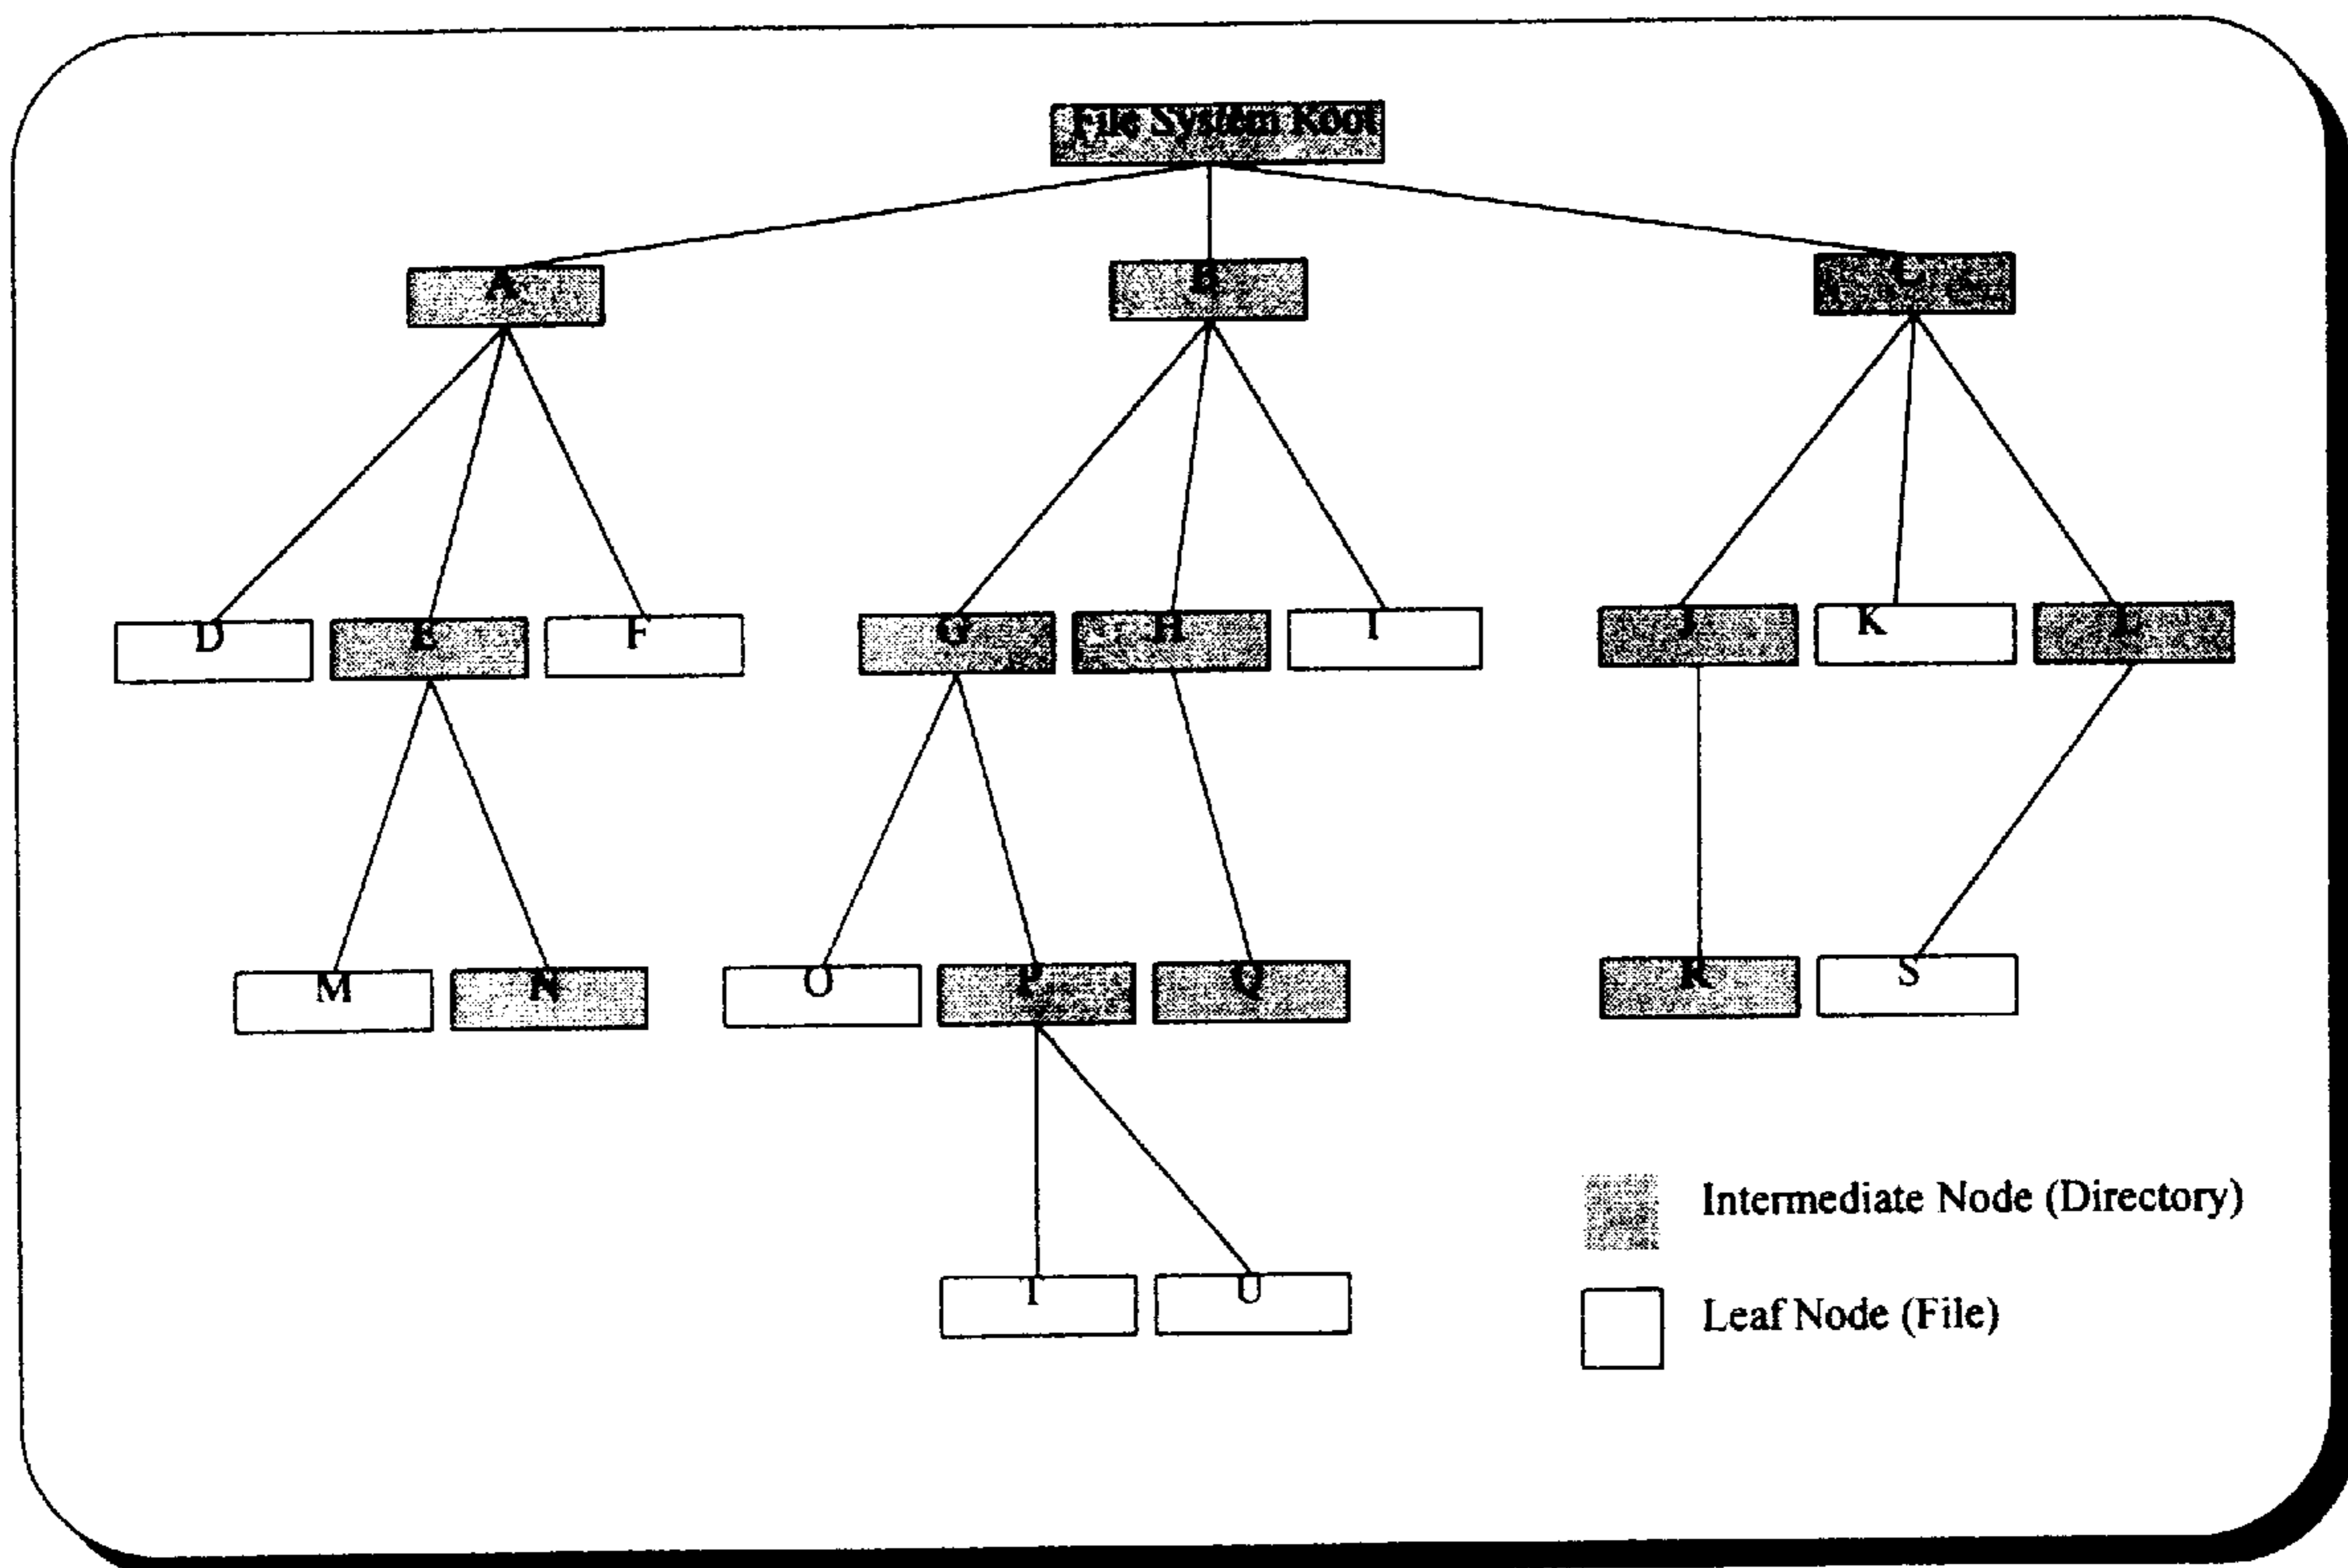 File System Root
A
B
C
D
E
F
G
H
I
J
K
L
M
N
O
P
Q
R
S
T
U
Intermediate Node (Directory)
Leaf Node (File)